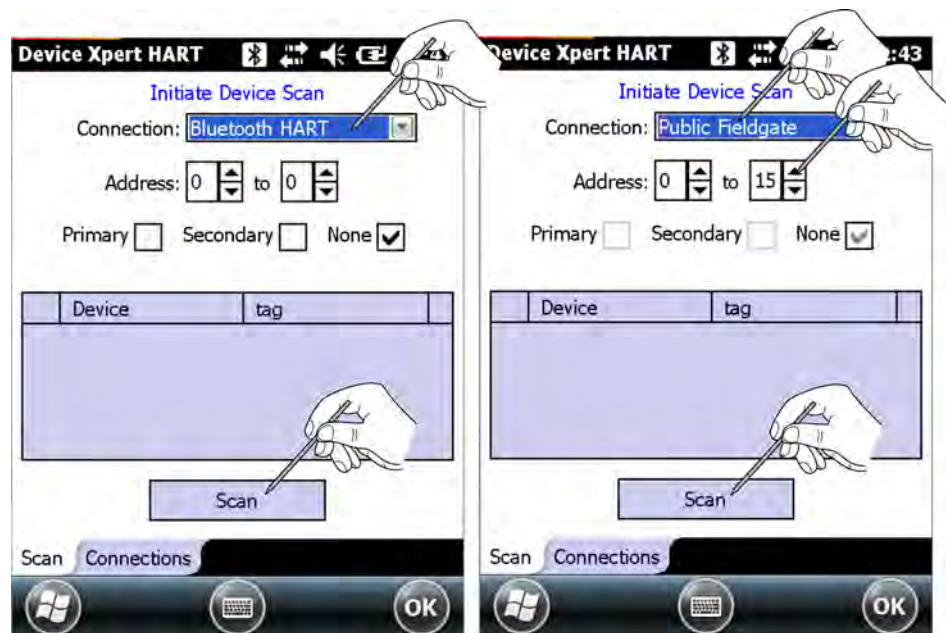 Device Xpert HART
Initiate Device Scan
Connection: Bluetooth HART
Address: 0 to 0
Primary Secondary None
Device tag
Scan
Scan Connections
OK
Device Xpert HART :43
Initiate Device Scan
Connection: Public Fieldgate
Address: 0 to 15
Primary Secondary None
Device tag
Scan
Scan Connections
OK